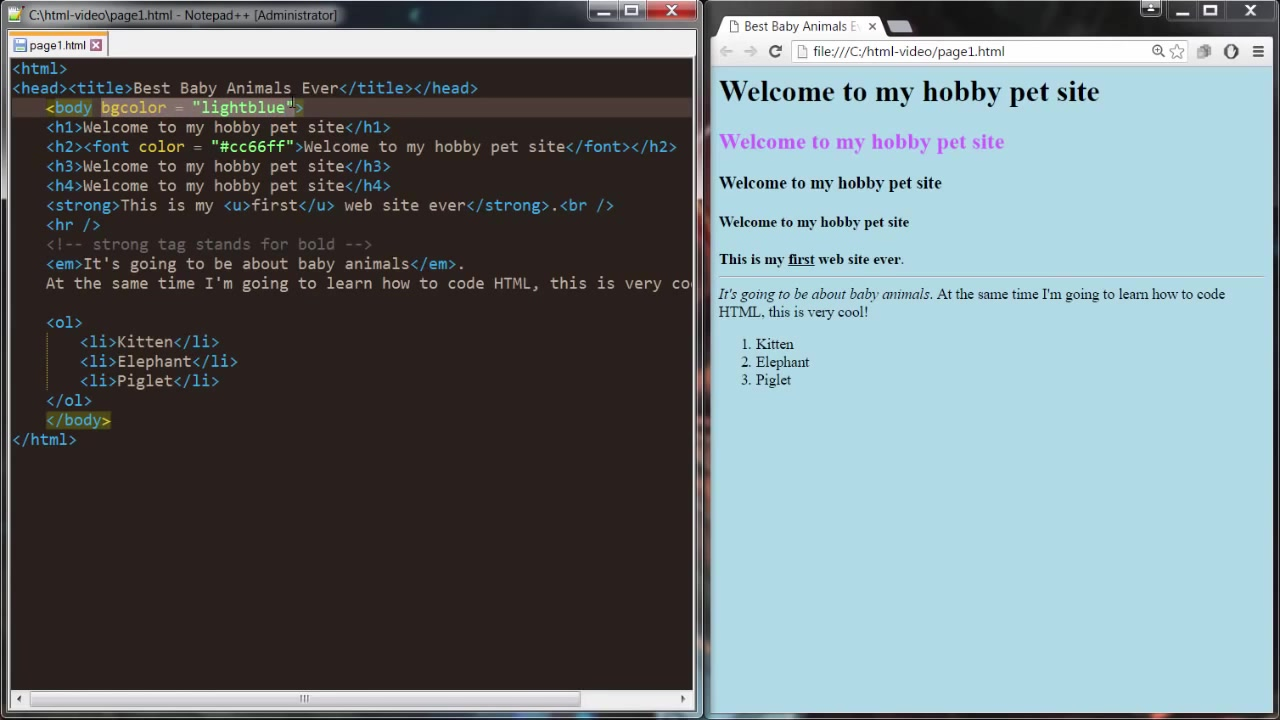 C:\html-video\page1.html - Notepad++ [Administrator]
page1.html
<html>
<head><title>Best Baby Animals Ever</title></head>
<body bgcolor = "lightblue">
<h1>Welcome to my hobby pet site</h1>
<h2><font color = "#cc66ff">Welcome to my hobby pet site</font></h2>
<h3>Welcome to my hobby pet site</h3>
<h4>Welcome to my hobby pet site</h4>
<strong>This is my <u>first</u> web site ever</strong>.<br />
<hr />
<!-- strong tag stands for bold -->
<em>It's going to be about baby animals</em>.
At the same time I'm going to learn how to code HTML, this is very co
<ol>
<li>Kitten</li>
<li>Elephant</li>
<li>Piglet</li>
</ol>
</body>
</html>
Best Baby Animals Ev
file:///C:/html-video/page1.html
Welcome to my hobby pet site
Welcome to my hobby pet site
Welcome to my hobby pet site
Welcome to my hobby pet site
This is my first web site ever.
It's going to be about baby animals. At the same time I'm going to learn how to code
HTML, this is very cool!
1. Kitten
2. Elephant
3. Piglet